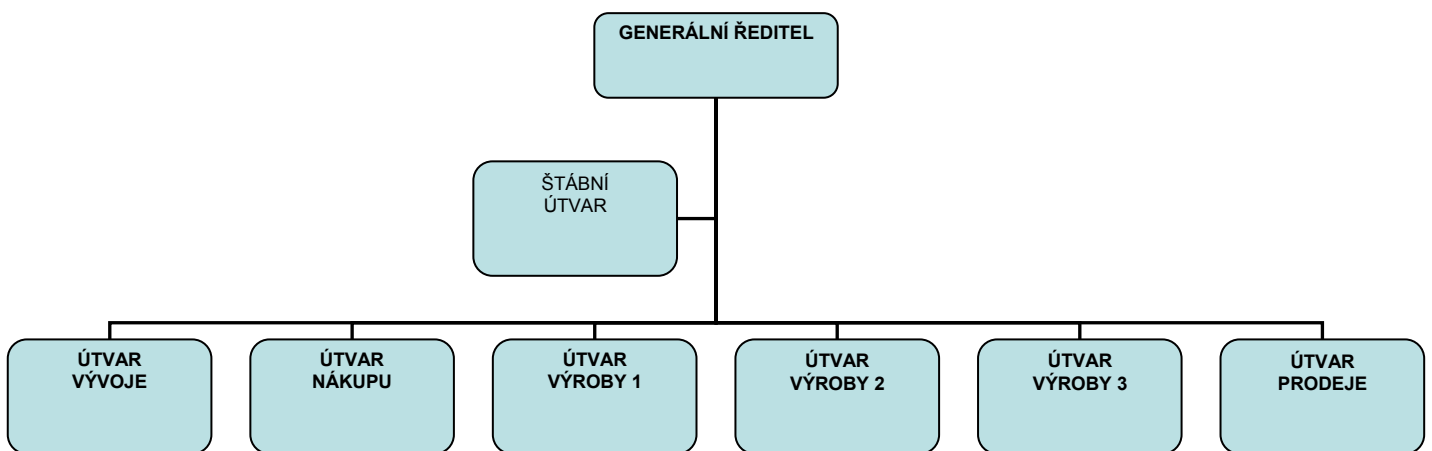 GENERÁLNÍ ŘEDITEL
ŠTÁBNÍ
ÚTVAR
ÚTVAR
VÝVOJE
ÚTVAR
NÁKUPU
ÚTVAR
VÝROBY 1
ÚTVAR
VÝROBY 2
ÚTVAR
VÝROBY 3
ÚTVAR
PRODEJE